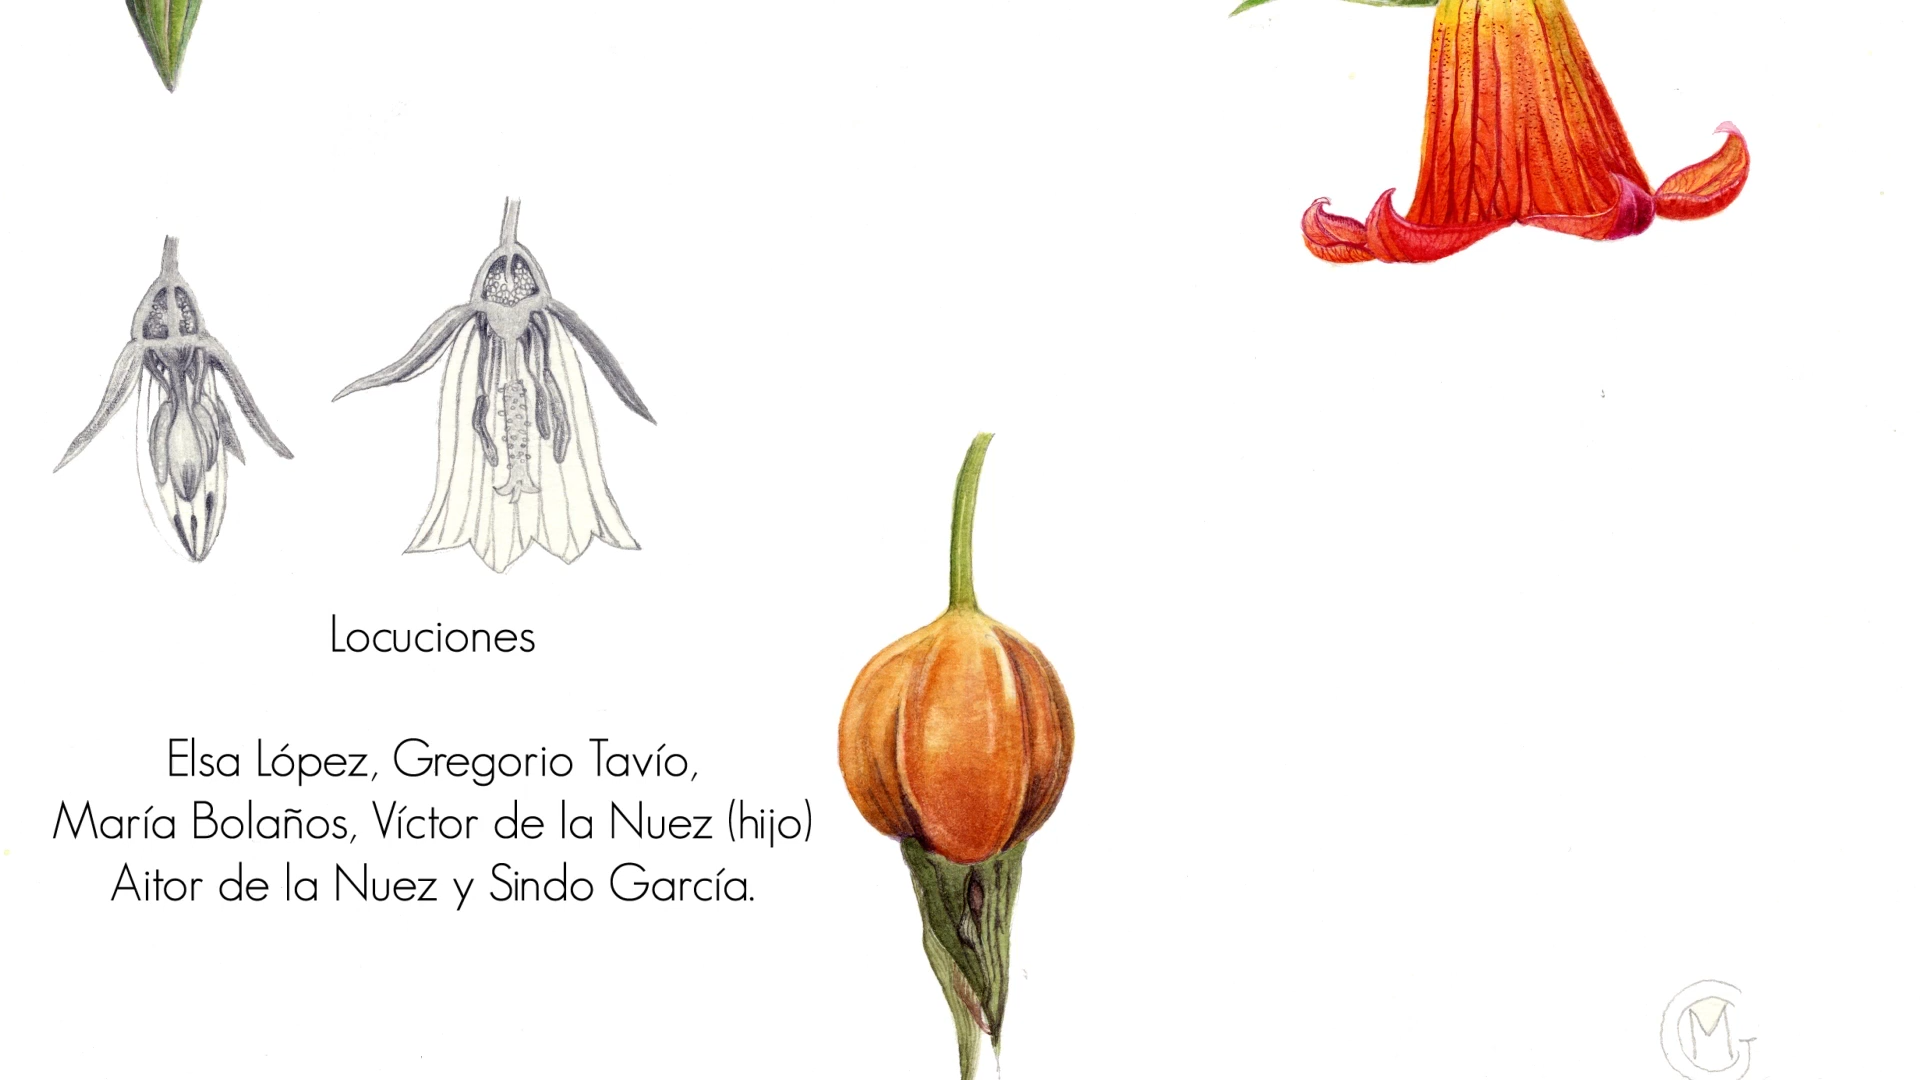 Locuciones
Elsa López, Gregorio Tavío,
María Bolaños, Víctor de la Nuez (hijo)
Aitor de la Nuez y Sindo García.